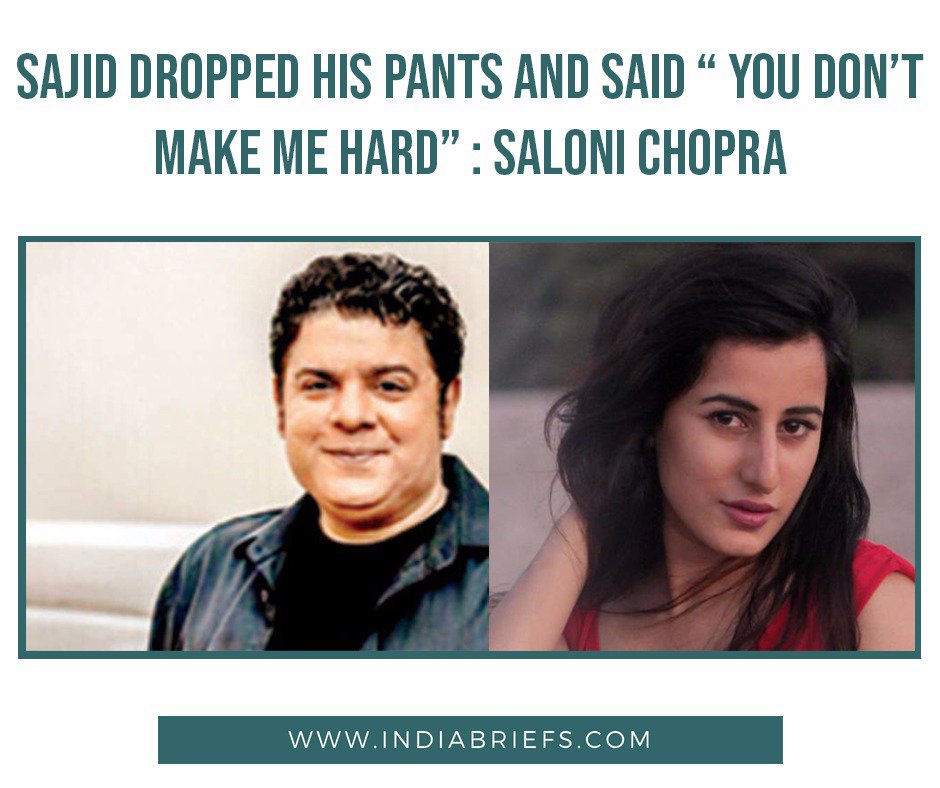 SAJID DROPPED HIS PANTS AND SAID “ YOU DON’T
MAKE ME HARD” : SALONI CHOPRA
WWW.INDIABRIEFS.COM